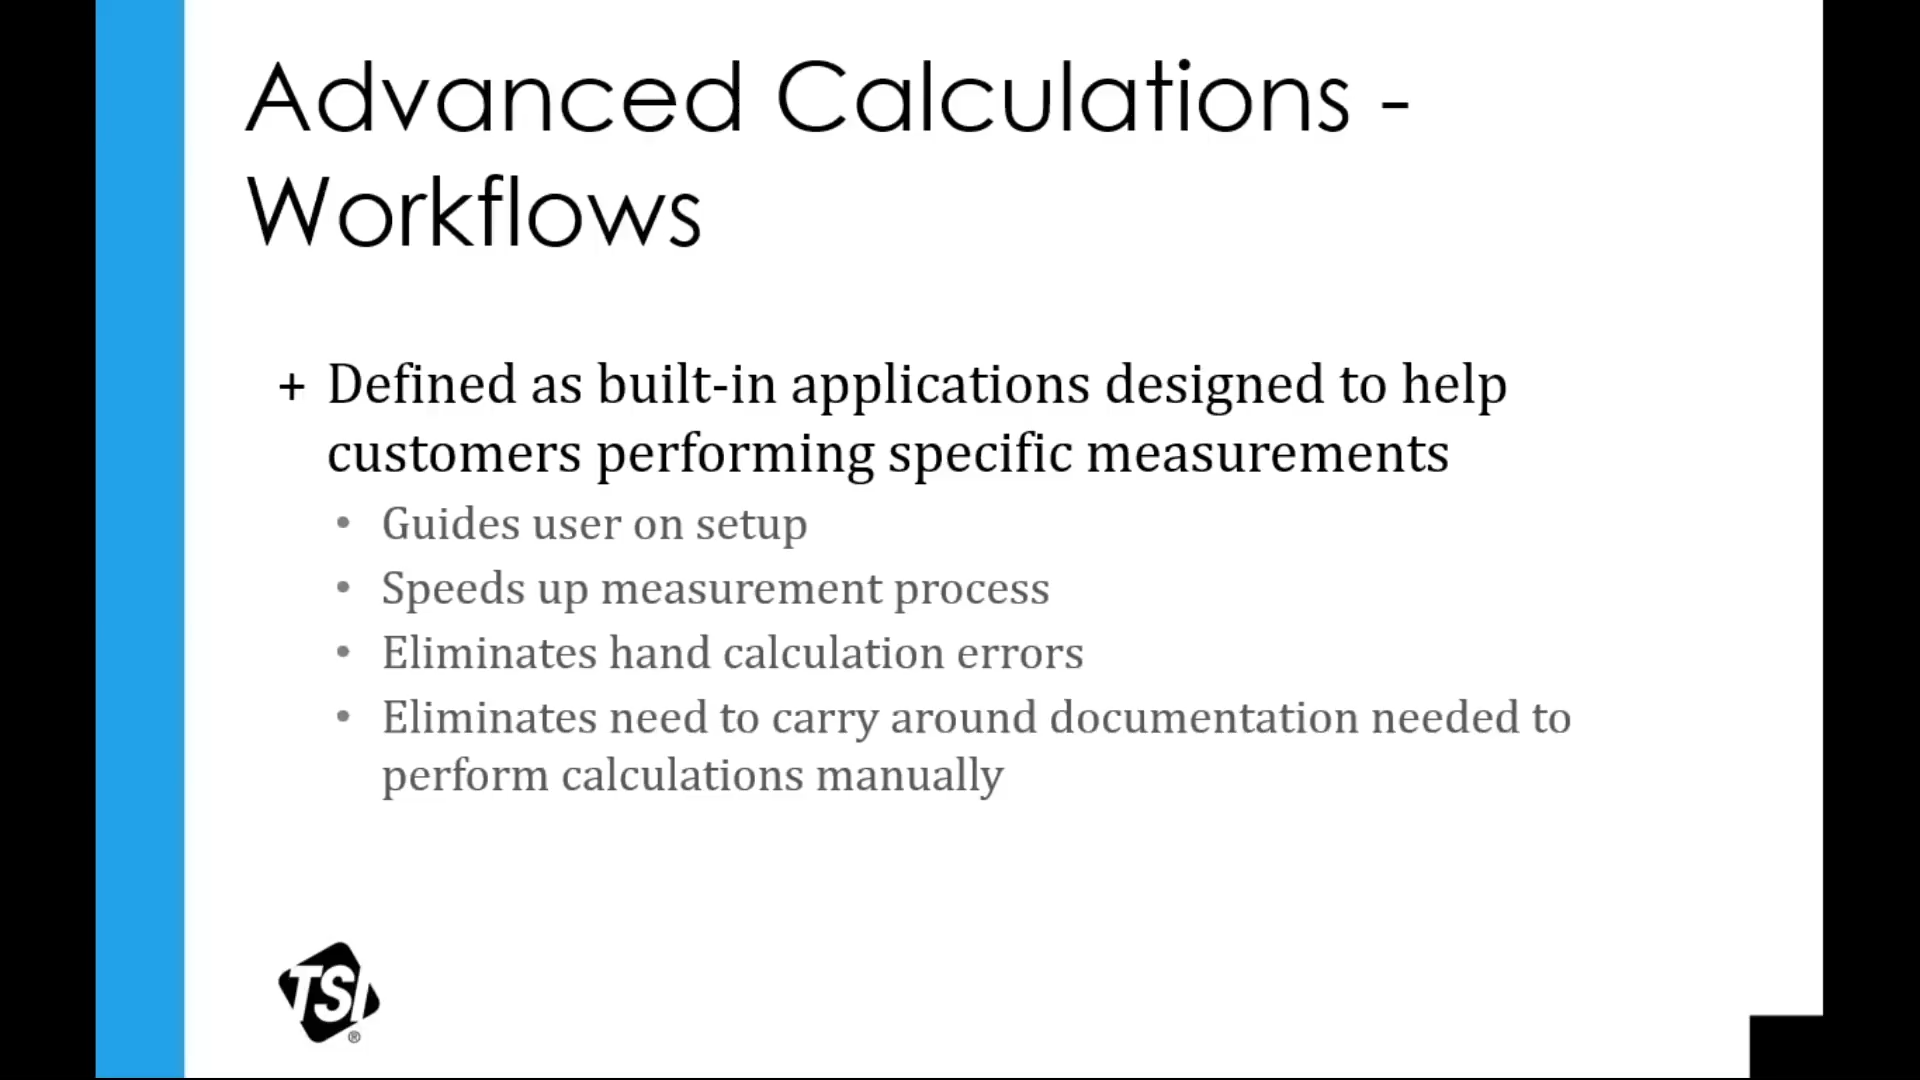 Advanced Calculations -
Workflows
+ Defined as built-in applications designed to help
customers performing specific measurements
• Guides user on setup
• Speeds up measurement process
• Eliminates hand calculation errors
• Eliminates need to carry around documentation needed to
perform calculations manually
TSI
®